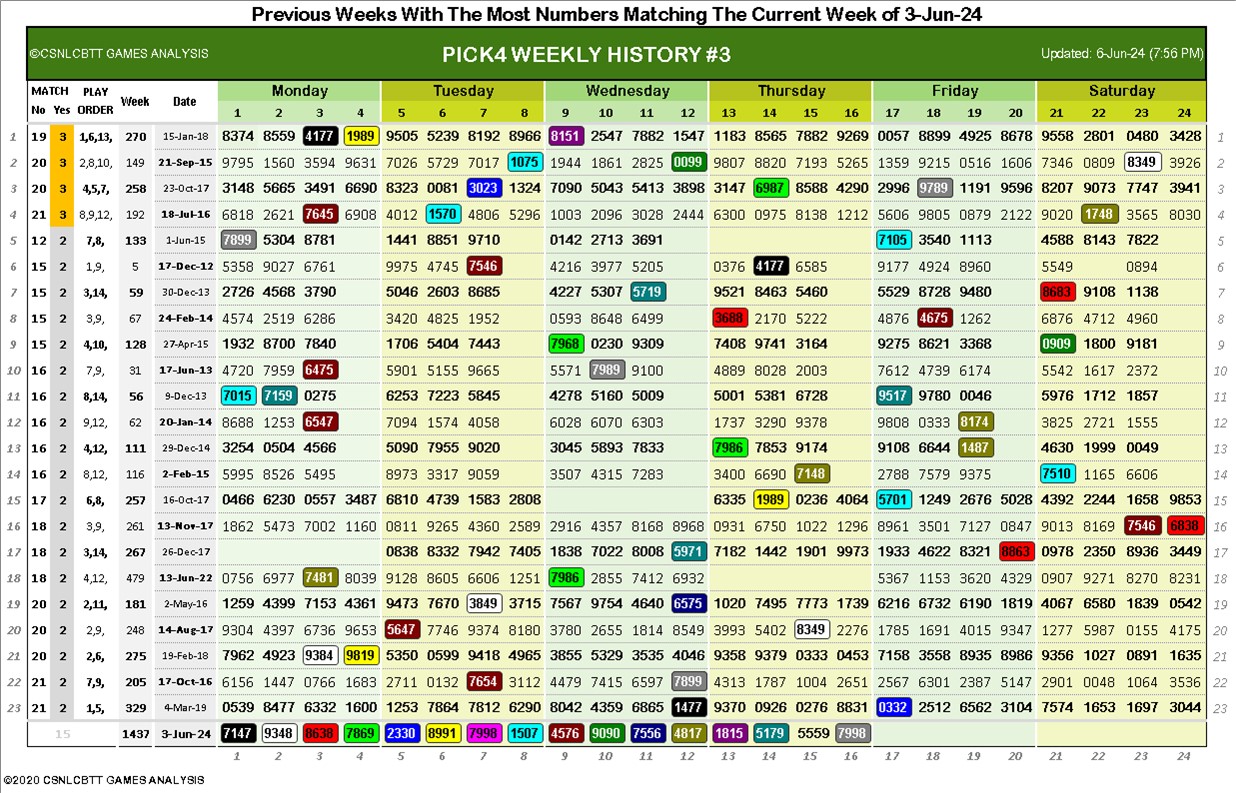 Previous Weeks With The Most Numbers Matching The Current Week of 3-Jun-24
©CSNLCBTT GAMES ANALYSIS PICK4 WEEKLY HISTORY #3 Updated: 6-Jun-24 (7:56 PM)
MATCH PLAY Week Date Monday Tuesday Wednesday Thursday Friday Saturday
No Yes ORDER 1 2 3 4 5 6 7 8 9 10 11 12 13 14 15 16 17 18 19 20 21 22 23 24
1 19 3 1,6,13, 270 15-Jan-18 8374 8559 4177 1989 9505 5239 8192 8966 8151 2547 7882 1547 1183 8565 7882 9269 0057 8899 4925 8678 9558 2801 0480 3428 1
2 20 3 2,8,10, 149 21-Sep-15 9795 1560 3594 9631 7026 5729 7017 1075 1944 1861 2825 0099 9807 8820 7193 5265 1359 9215 0516 1606 7346 0809 8349 3926 2
3 20 3 4,5,7, 258 23-Oct-17 3148 5665 3491 6690 8323 0081 3023 1324 7090 5043 5413 3898 3147 6987 8588 4290 2996 9789 1191 9596 8207 9073 7747 3941 3
4 21 3 8,9,12, 192 18-Jul-16 6818 2621 7645 6908 4012 1570 4806 5296 1003 2096 3028 2444 6300 0975 8138 1212 5606 9805 0879 2122 9020 1748 3565 8030 4
5 12 2 7,8, 133 1-Jun-15 7899 5304 8781 1441 8851 9710 0142 2713 3691 7105 3540 1113 4588 8143 7822 5
6 15 2 1,9, 5 17-Dec-12 5358 9027 6761 9975 4745 7546 4216 3977 5205 0376 4177 6585 9177 4924 8960 5549 0894 6
7 15 2 3,14, 59 30-Dec-13 2726 4568 3790 5046 2603 8685 4227 5307 5719 9521 8463 5460 5529 8728 9480 8683 9108 1138 7
8 15 2 3,9, 67 24-Feb-14 4574 2519 6286 3420 4825 1952 0593 8648 6499 3688 2170 5222 4876 4675 1262 6876 4712 4960 8
9 15 2 4,10, 128 27-Apr-15 1932 8700 7840 1706 5404 7443 7968 0230 9309 7408 9741 3164 9275 8621 3368 0909 1800 9181 9
10 16 2 7,9, 31 17-Jun-13 4720 7959 6475 5901 5155 9665 5571 7989 9100 4889 8028 2003 7612 4739 6174 5542 1617 2372 10
11 16 2 8,14, 56 9-Dec-13 7015 7159 0275 6253 7223 5845 4278 5160 5009 5001 5381 6728 9517 9780 0046 5976 1712 1857 11
12 16 2 9,12, 62 20-Jan-14 8688 1253 6547 7094 1574 4058 6028 6070 6303 1737 3290 9378 9808 0333 8174 3825 2721 1555 12
13 16 2 4,12, 111 29-Dec-14 3254 0504 4566 5090 7955 9020 3045 5893 7833 7986 7853 9174 9108 6644 1487 4630 1999 0049 13
14 16 2 8,12, 116 2-Feb-15 5995 8526 5495 8973 3317 9059 3507 4315 7283 3400 6690 7148 2788 7579 9375 7510 1165 6606 14
15 17 2 6,8, 257 16-Oct-17 0466 6230 0557 3487 6810 4739 1583 2808 6335 1989 0236 4064 5701 1249 2676 5028 4392 2244 1658 9853 15
16 18 2 3,9, 261 13-Nov-17 1862 5473 7002 1160 0811 9265 4360 2589 2916 4357 8168 8968 0931 6750 1022 1296 8961 3501 7127 0847 9013 8169 7546 6838 16
17 18 2 3,14, 267 26-Dec-17 0838 8332 7942 7405 1838 7022 8008 5971 7182 1442 1901 9973 1933 4622 8321 8863 0978 2350 8936 3449 17
18 18 2 4,12, 479 13-Jun-22 0756 6977 7481 8039 9128 8605 6606 1251 7986 2855 7412 6932 5367 1153 3620 4329 0907 9271 8270 8231 18
19 20 2 2,11, 181 2-May-16 1259 4399 7153 4361 9473 7670 3849 3715 7567 9754 4640 6575 1020 7495 7773 1739 6216 6732 6190 1819 4067 6580 1839 0542 19
20 20 2 2,9, 248 14-Aug-17 9304 4397 6736 9653 5647 7746 9374 8180 3780 2655 1814 8549 3993 5402 8349 2276 1785 1691 4015 9347 1277 5987 0155 4175 20
21 20 2 2,6, 275 19-Feb-18 7962 4923 9384 9819 5350 0599 9418 4965 3855 5329 3535 4046 9358 9379 0333 0453 7158 3558 8935 8986 9356 1027 0891 1635 21
22 21 2 7,9, 205 17-Oct-16 6156 1447 0766 1683 2711 0132 7654 3112 4479 7415 6597 7899 4313 1787 1004 2651 2567 6301 2387 5147 2901 0048 1064 3536 22
23 21 2 1,5, 329 4-Mar-19 0539 8477 6332 1600 1253 7864 7812 6290 8042 4359 6865 1477 9370 0926 0276 8831 0332 2512 6562 3104 7574 1653 1697 3044 23
15 1437 3-Jun-24 7147 9348 8638 7869 2330 8991 7998 1507 4576 9090 7556 4817 1815 5179 5559 7998
1 2 3 4 5 6 7 8 9 10 11 12 13 14 15 16 17 18 19 20 21 22 23 24
©2020 CSNLCBTT GAMES ANALYSIS